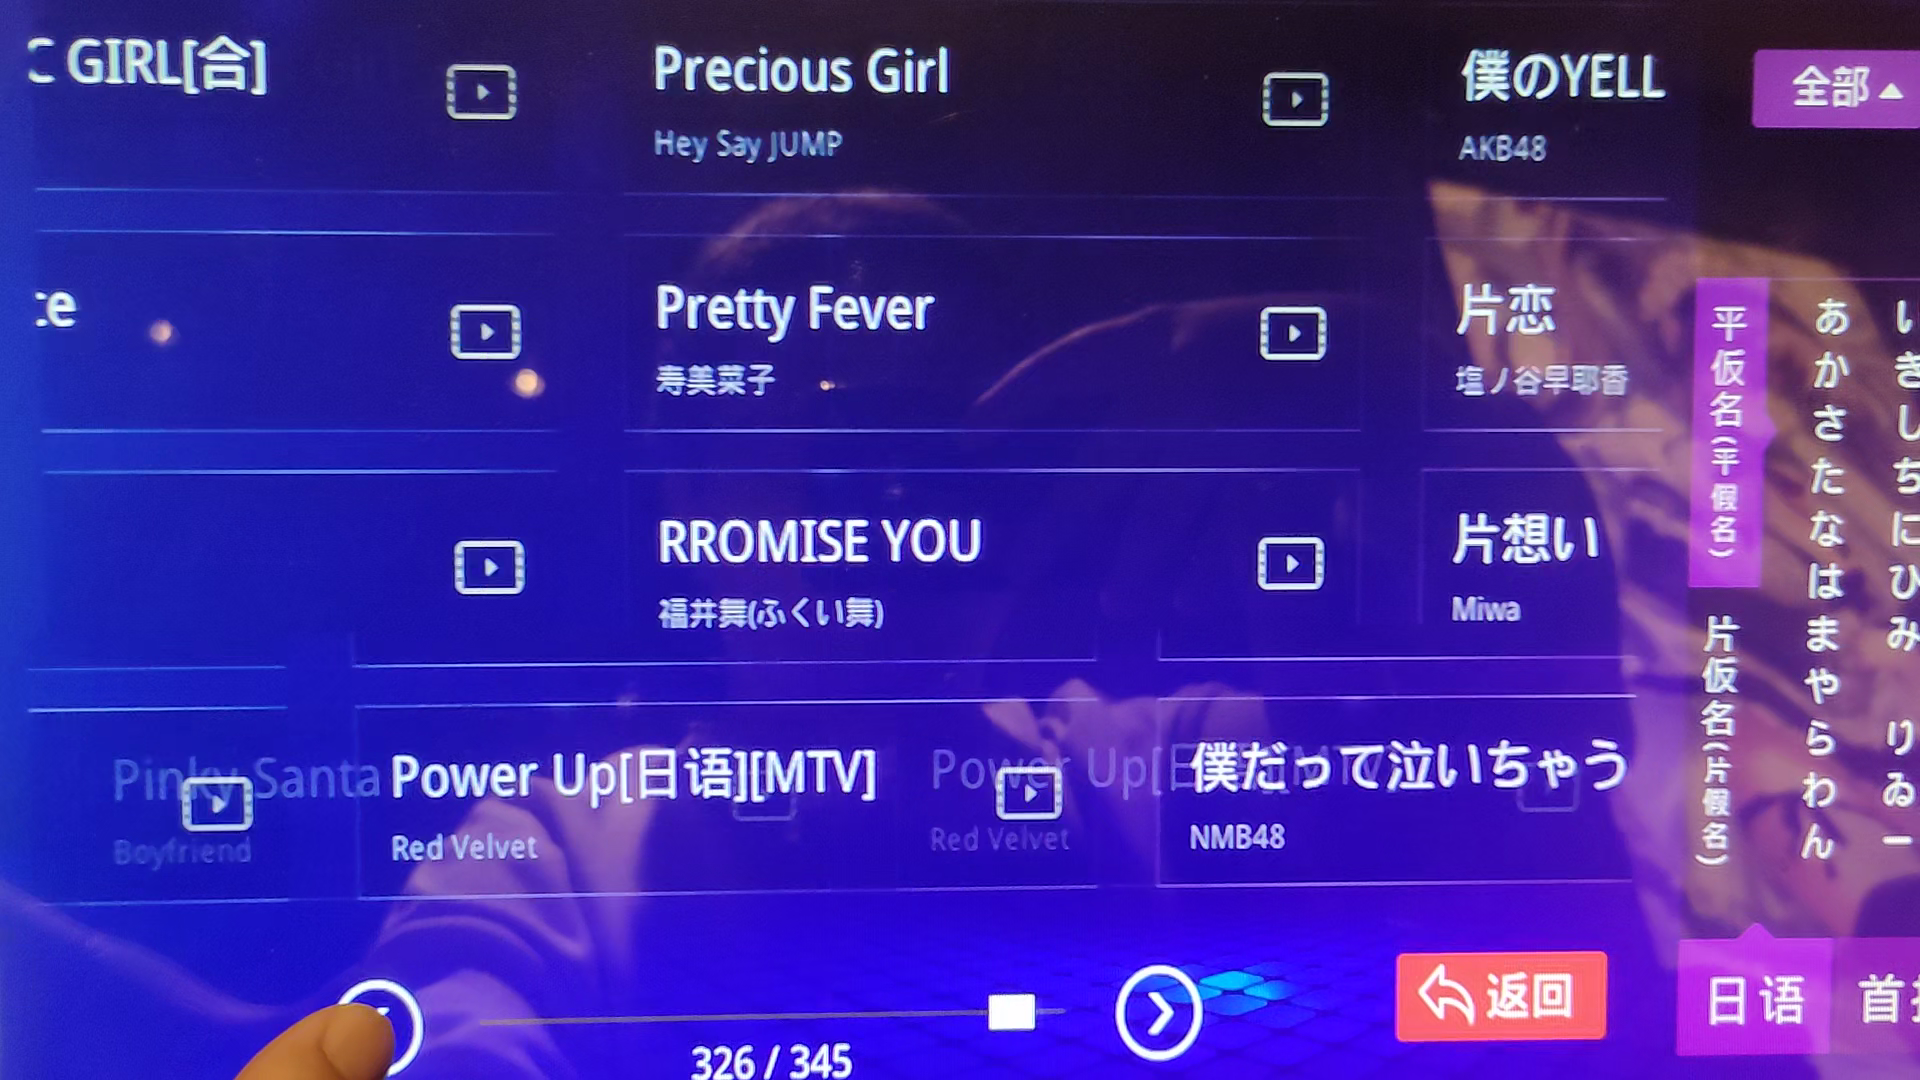 C GIRL[合]
Precious Girl
Hey Say JUMP
僕のYELL
AKB48
全部▲
ce
Pretty Fever
寿美菜子
片恋
塩ノ谷早耶香
RROMISE YOU
福井舞(ふくい舞)
片想い
Miwa
Pinky Santa
Boyfriend
Power Up[日语][MTV]
Red Velvet
Power Up[日语][MTV]
Red Velvet
僕だって泣いちゃう
NMB48
平仮名(平假名)
片仮名(片假名)
あかさたなはまやらわん
いきしちにひみ りゐー
326 / 345
返回
日语
首